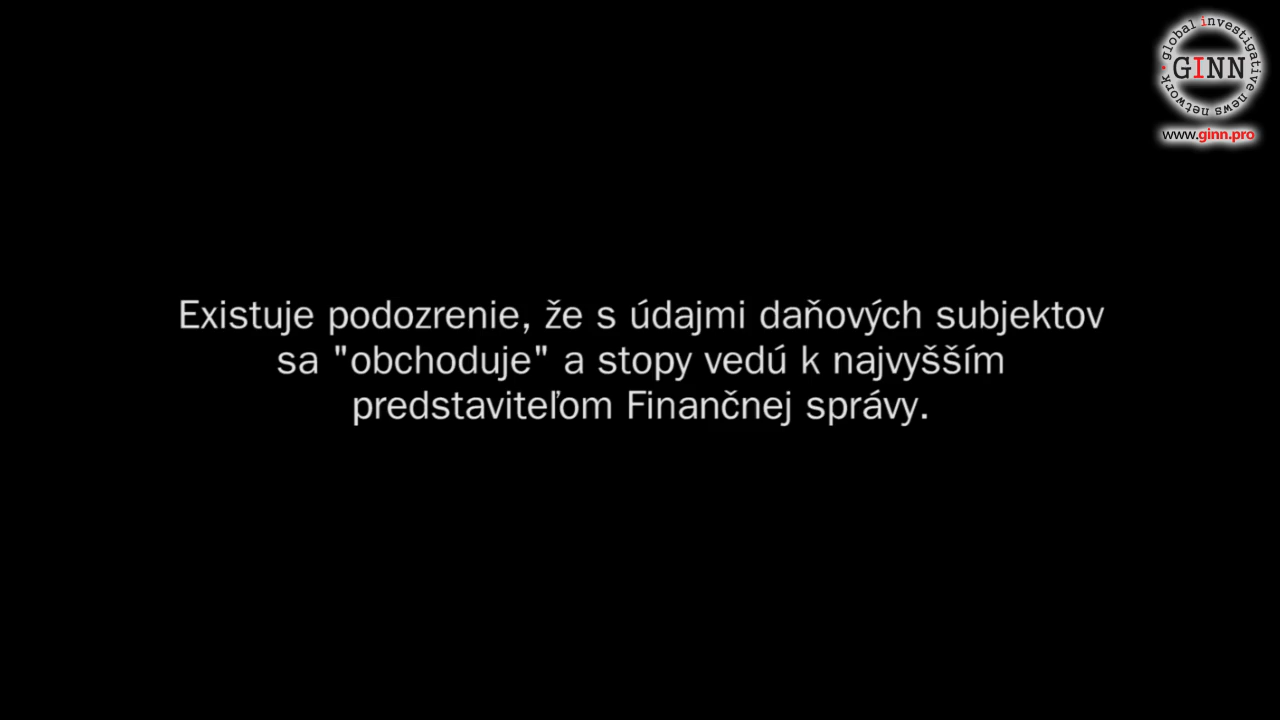 global investigative news network
GINN
www.ginn.pro
Existuje podozrenie, že s údajmi daňových subjektov
sa "obchoduje" a stopy vedú k najvyšším
predstaviteľom Finančnej správy.